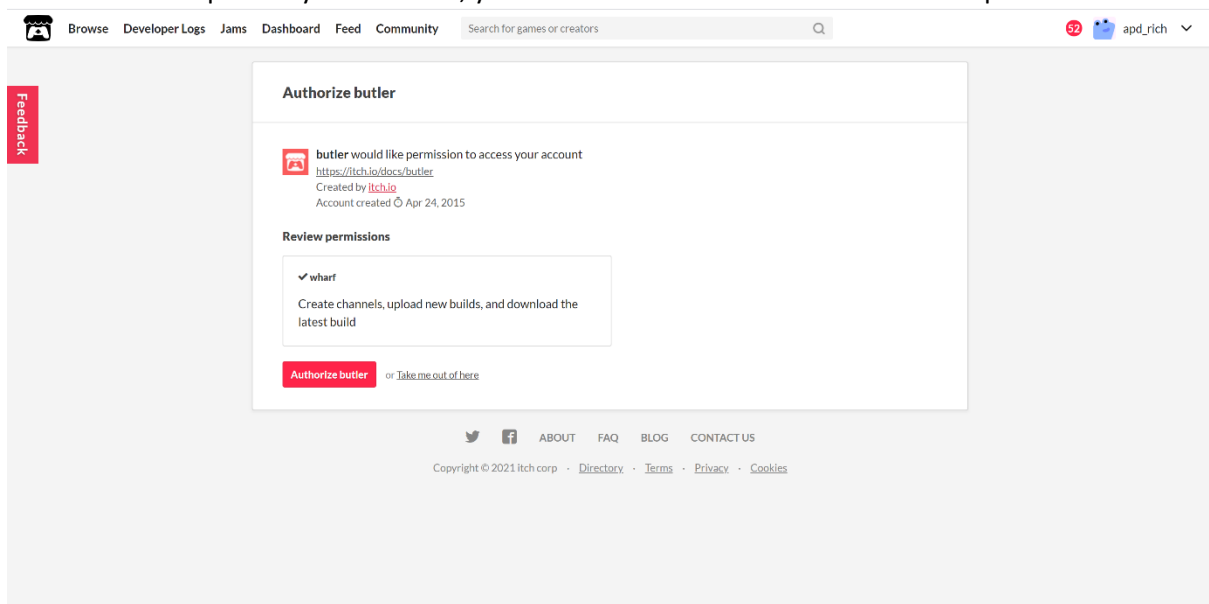 Browse Developer Logs Jams Dashboard Feed Community Search for games or creators 52 apd_rich
Feedback
Authorize butler
butler would like permission to access your account
https://itch.io/docs/butler
Created by itch.io
Account created Apr 24, 2015
Review permissions
wharf
Create channels, upload new builds, and download the
latest build
Authorize butler or Take me out of here
ABOUT FAQ BLOG CONTACT US
Copyright © 2021 itch corp · Directory · Terms · Privacy · Cookies